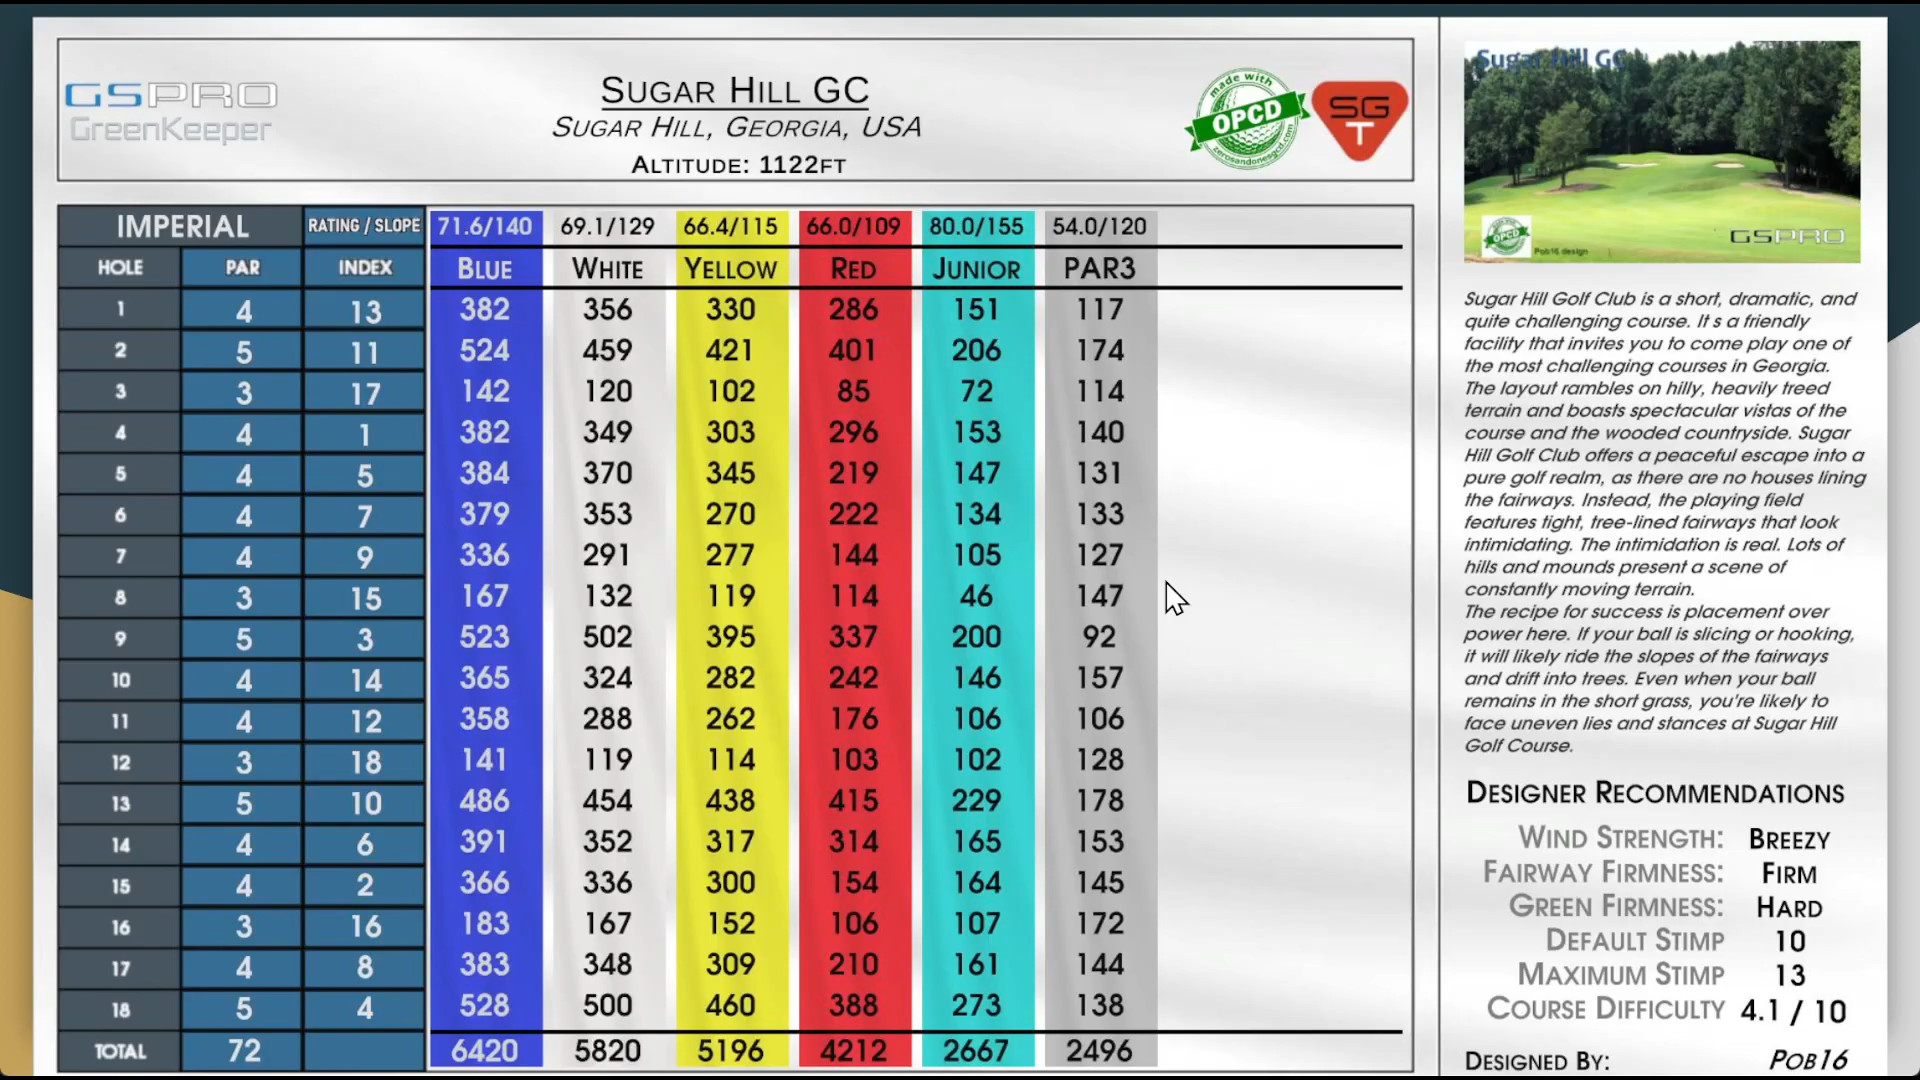 GSPRO
GreenKeeper
SUGAR HILL GC
SUGAR HILL, GEORGIA, USA
ALTITUDE: 1122FT
made with
OPCD
zerosandonesgcd.com
SG
T
IMPERIAL RATING / SLOPE 71.6/140 69.1/129 66.4/115 66.0/109 80.0/155 54.0/120
HOLE PAR INDEX BLUE WHITE YELLOW RED JUNIOR PAR3
1 4 13 382 356 330 286 151 117
2 5 11 524 459 421 401 206 174
3 3 17 142 120 102 85 72 114
4 4 1 382 349 303 296 153 140
5 4 5 384 370 345 219 147 131
6 4 7 379 353 270 222 134 133
7 4 9 336 291 277 144 105 127
8 3 15 167 132 119 114 46 147
9 5 3 523 502 395 337 200 92
10 4 14 365 324 282 242 146 157
11 4 12 358 288 262 176 106 106
12 3 18 141 119 114 103 102 128
13 5 10 486 454 438 415 229 178
14 4 6 391 352 317 314 165 153
15 4 2 366 336 300 154 164 145
16 3 16 183 167 152 106 107 172
17 4 8 383 348 309 210 161 144
18 5 4 528 500 460 388 273 138
TOTAL 72 6420 5820 5196 4212 2667 2496
Sugar Hill GC
OPCD
Pob16 design
GSPRO
Sugar Hill Golf Club is a short, dramatic, and
quite challenging course. It s a friendly
facility that invites you to come play one of
the most challenging courses in Georgia.
The layout rambles on hilly, heavily treed
terrain and boasts spectacular vistas of the
course and the wooded countryside. Sugar
Hill Golf Club offers a peaceful escape into a
pure golf realm, as there are no houses lining
the fairways. Instead, the playing field
features tight, tree-lined fairways that look
intimidating. The intimidation is real. Lots of
hills and mounds present a scene of
constantly moving terrain.
The recipe for success is placement over
power here. If your ball is slicing or hooking,
it will likely ride the slopes of the fairways
and drift into trees. Even when your ball
remains in the short grass, you're likely to
face uneven lies and stances at Sugar Hill
Golf Course.
DESIGNER RECOMMENDATIONS
WIND STRENGTH: BREEZY
FAIRWAY FIRMNESS: FIRM
GREEN FIRMNESS: HARD
DEFAULT STIMP 10
MAXIMUM STIMP 13
COURSE DIFFICULTY 4.1 / 10
DESIGNED BY: POB16